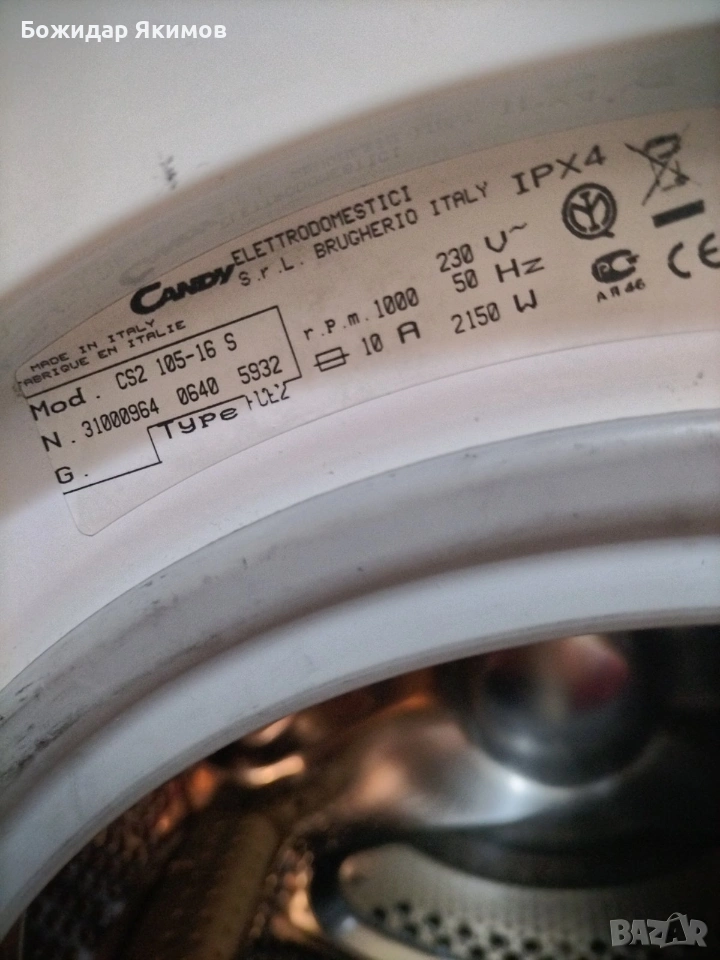 Божидар Якимов
MADE IN ITALY
FABRIQUE EN ITALIE
CANDY ELETTRODOMESTICI
S.r.L. BRUGHERIO ITALY IPX4
Mod. CS2 105-16 S
N. 31000964 0640 5932
G. Type
r.P.m. 1000 230 V~
50 Hz
10 A 2150 W
CE
BAZAR